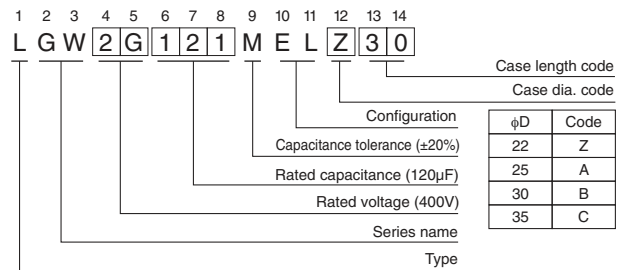 1 2 3 4 5 6 7 8 9 10 11 12 13 14
L G W 2 G 1 2 1 M E L Z 3 0
Case length code
Case dia. code
Configuration
Capacitance tolerance (±20%)
Rated capacitance (120µF)
Rated voltage (400V)
Series name
Type
ϕD Code
22 Z
25 A
30 B
35 C